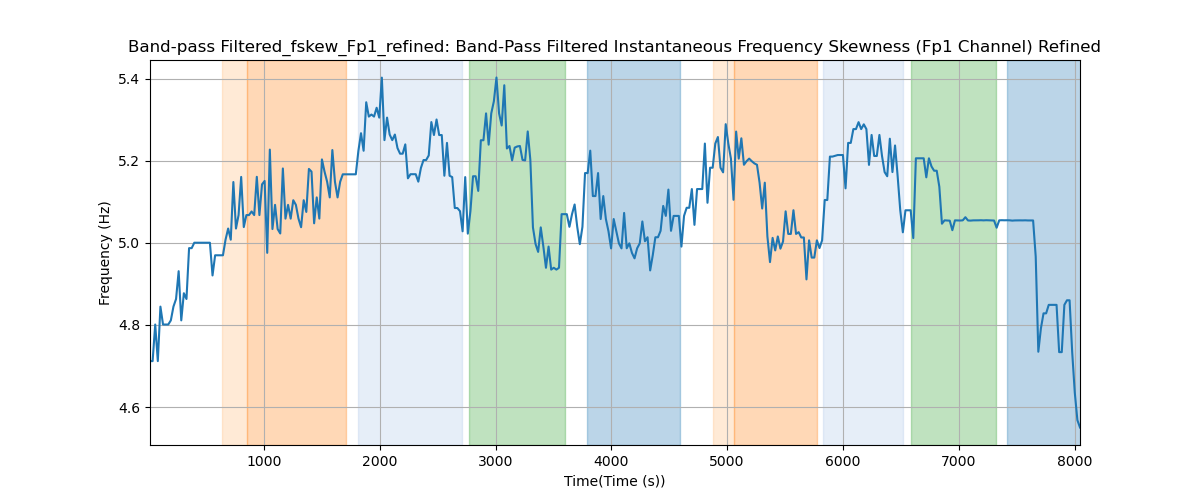 Band-pass Filtered_fskew_Fp1_refined: Band-Pass Filtered Instantaneous Frequency Skewness (Fp1 Channel) Refined
Frequency (Hz)
5.4
5.2
5.0
4.8
4.6
1000 2000 3000 4000 5000 6000 7000 8000
Time(Time (s))